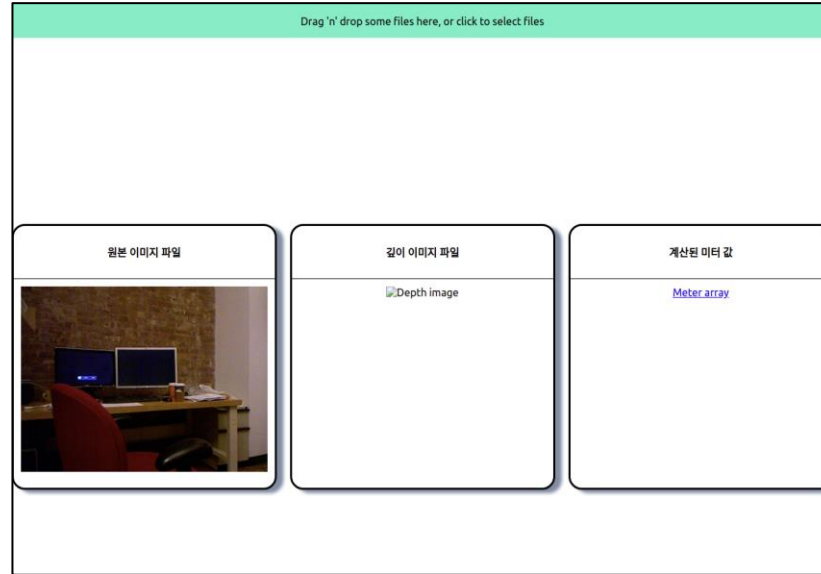 Drag 'n' drop some files here, or click to select files
원본 이미지 파일
깊이 이미지 파일
계산된 미터 값
Depth image
Meter array